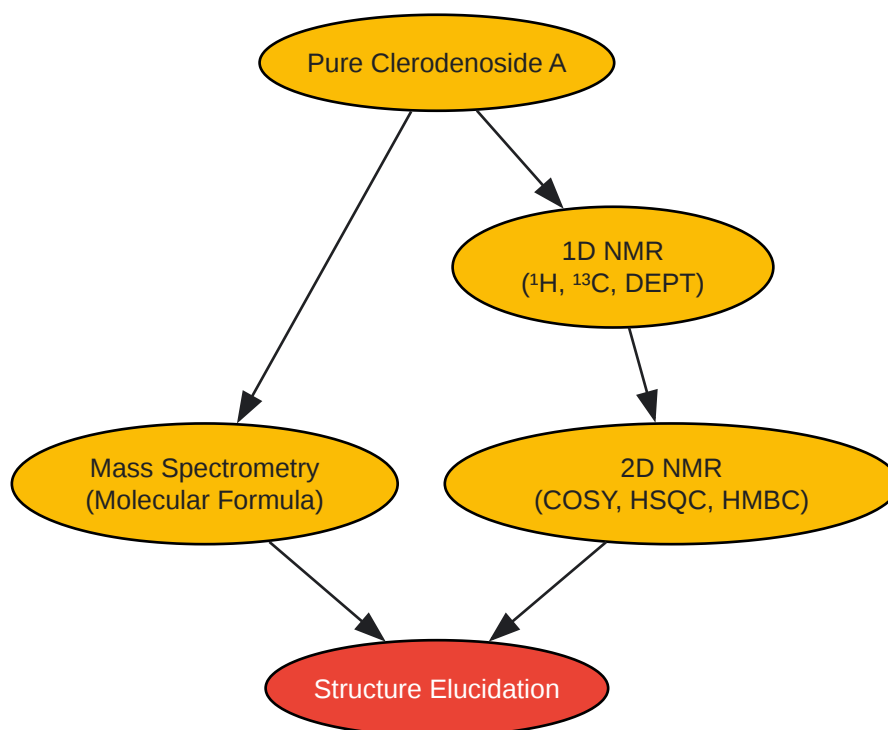 Pure Clerodenoside A
1D NMR
(¹H, ¹³C, DEPT)
Mass Spectrometry
(Molecular Formula)
2D NMR
(COSY, HSQC, HMBC)
Structure Elucidation